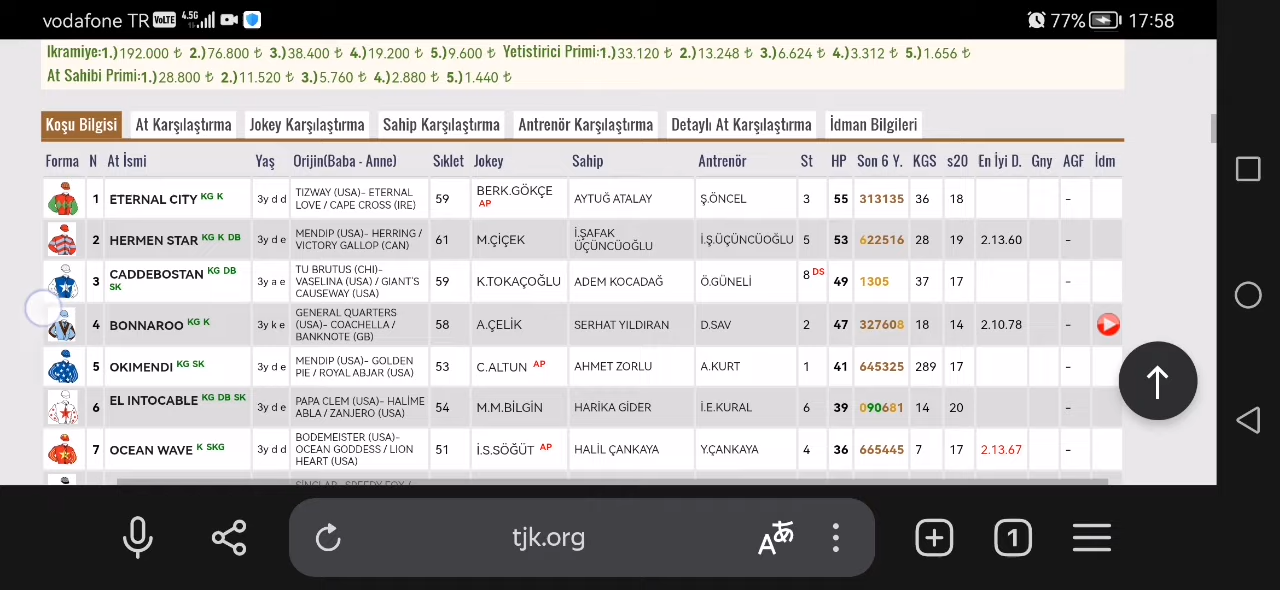 vodafone TR VoLTE 4.5G 77% 17:58
Ikramiye:1.)192.000 ₺ 2.)76.800 ₺ 3.)38.400 ₺ 4.)19.200 ₺ 5.)9.600 ₺ Yetistirici Primi:1.)33.120 ₺ 2.)13.248 ₺ 3.)6.624 ₺ 4.)3.312 ₺ 5.)1.656 ₺
At Sahibi Primi:1.)28.800 ₺ 2.)11.520 ₺ 3.)5.760 ₺ 4.)2.880 ₺ 5.)1.440 ₺
Koşu Bilgisi At Karşılaştırma Jokey Karşılaştırma Sahip Karşılaştırma Antrenör Karşılaştırma Detaylı At Karşılaştırma İdman Bilgileri
Forma N At İsmi Yaş Orijin(Baba - Anne) Sıklet Jokey Sahip Antrenör St HP Son 6 Y. KGS s20 En İyi D. Gny AGF İdm
1 ETERNAL CITY KG K 3y d d TIZWAY (USA)- ETERNAL LOVE / CAPE CROSS (IRE) 59 BERK.GÖKÇE AP AYTUĞ ATALAY Ş.ÖNCEL 3 55 313135 36 18 -
2 HERMEN STAR KG K DB 3y d e MENDIP (USA)- HERRING / VICTORY GALLOP (CAN) 61 M.ÇİÇEK İ.ŞAFAK ÜÇÜNCÜOĞLU İ.Ş.ÜÇÜNCÜOĞLU 5 53 622516 28 19 2.13.60 -
3 CADDEBOSTAN KG DB SK 3y a e TU BRUTUS (CHI)- VASELINA (USA) / GIANT'S CAUSEWAY (USA) 59 K.TOKAÇOĞLU ADEM KOCADAĞ Ö.GÜNELİ 8 DS 49 1305 37 17 -
4 BONNAROO KG K 3y k e GENERAL QUARTERS (USA)- COACHELLA / BANKNOTE (GB) 58 A.ÇELİK SERHAT YILDIRAN D.SAV 2 47 327608 18 14 2.10.78 -
5 OKIMENDI KG SK 3y d e MENDIP (USA)- GOLDEN PIE / ROYAL ABJAR (USA) 53 C.ALTUN AP AHMET ZORLU A.KURT 1 41 645325 289 17 -
6 EL INTOCABLE KG DB SK 3y d e PAPA CLEM (USA)- HALİME ABLA / ZANJERO (USA) 54 M.M.BİLGİN HARİKA GİDER İ.E.KURAL 6 39 090681 14 20 -
7 OCEAN WAVE K SKG 3y d d BODEMEISTER (USA)- OCEAN GODDESS / LION HEART (USA) 51 İ.S.SÖĞÜT AP HALİL ÇANKAYA Y.ÇANKAYA 4 36 665445 7 17 2.13.67 -
tjk.org Aあ 1